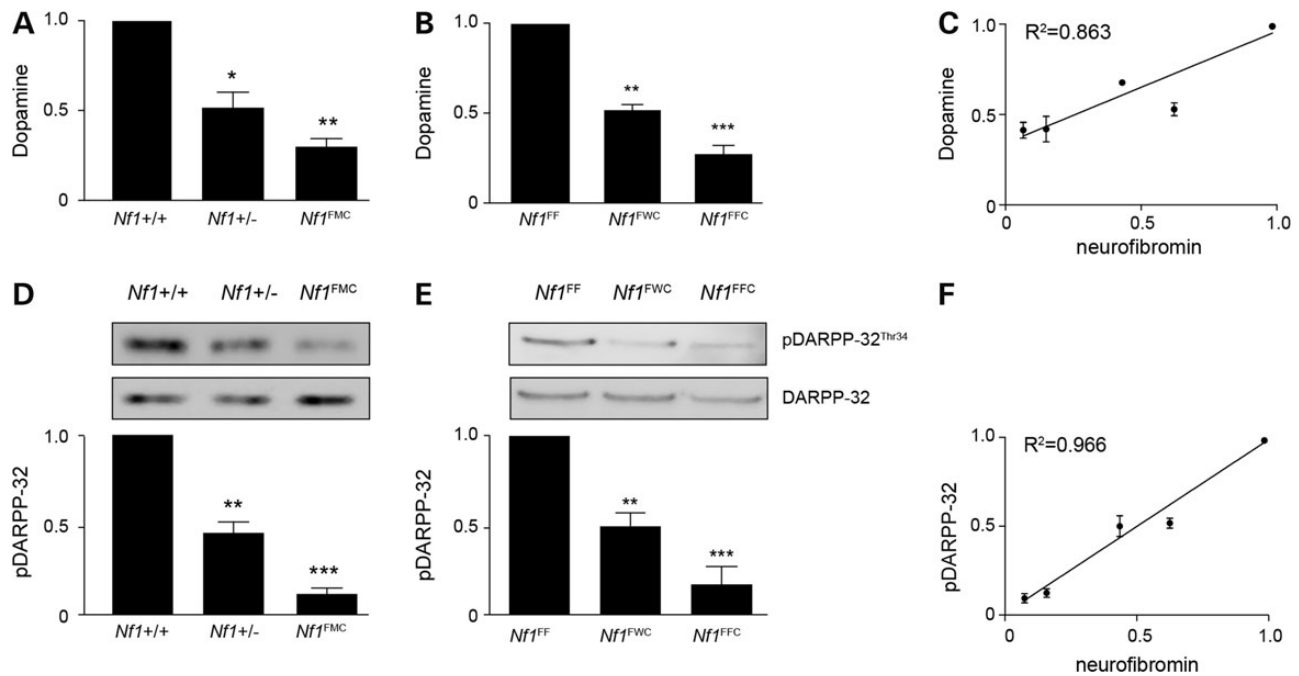 A
1.0
*
Dopamine
0.5
**
0
Nf1+/+ Nf1+/- Nf1FMC
B
1.0
**
Dopamine
0.5
***
0
Nf1FF Nf1FWC Nf1FFC
C
1.0
R2=0.863
Dopamine
0.5
0
0 0.5 1.0
neurofibromin
D
Nf1+/+ Nf1+/- Nf1FMC
1.0
pDARPP-32
**
0.5
***
0
Nf1+/+ Nf1+/- Nf1FMC
E
Nf1FF Nf1FWC Nf1FFC
pDARPP-32Thr34
DARPP-32
1.0
pDARPP-32
**
0.5
***
0
Nf1FF Nf1FWC Nf1FFC
F
1.0
R2=0.966
pDARPP-32
0.5
0
0 0.5 1.0
neurofibromin